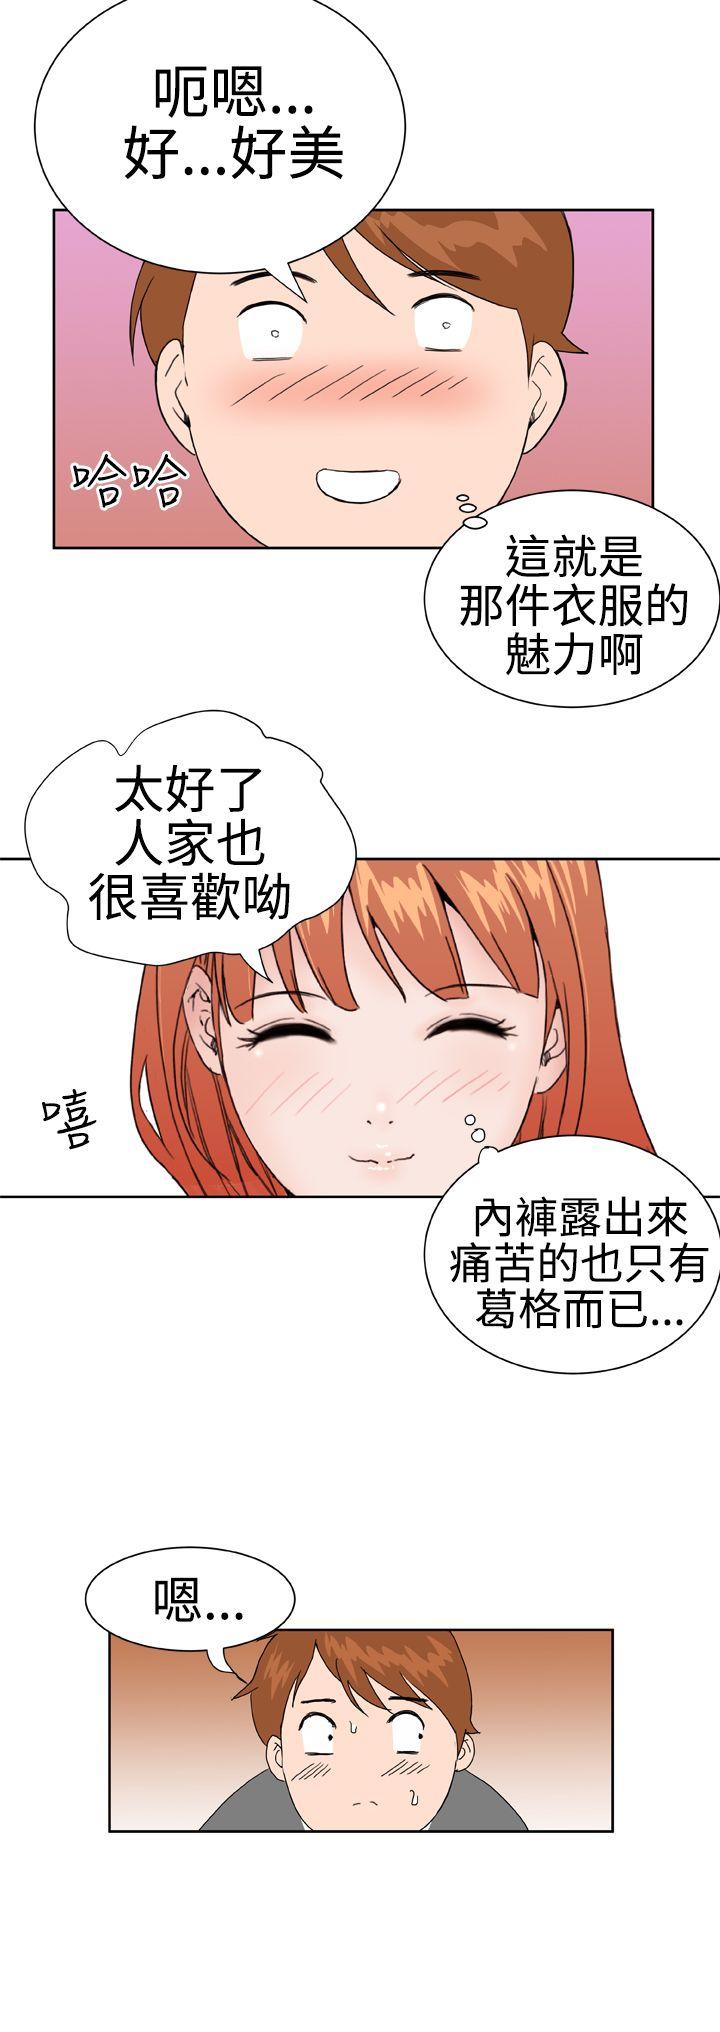 呃嗯...
好...好美
哈哈
這就是
那件衣服的
魅力啊
太好了
人家也
很喜歡呦
嘻
內褲露出來
痛苦的也只有
葛格而已...
嗯...